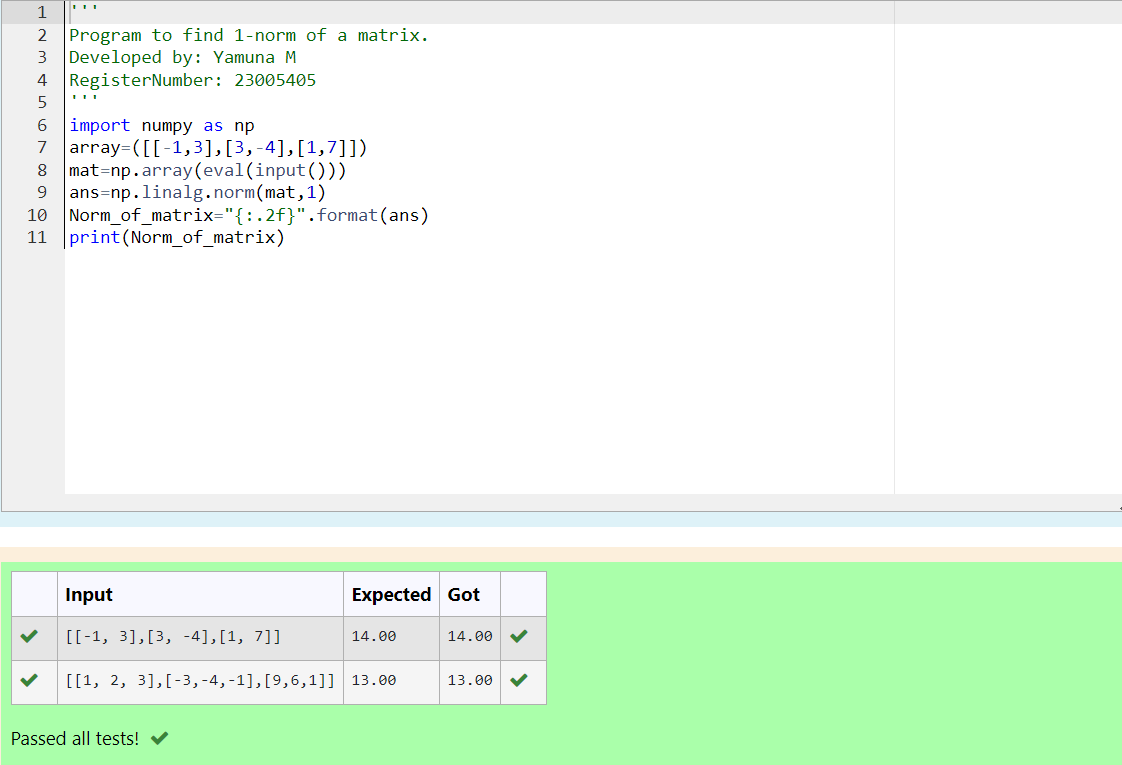 1 '''
2 Program to find 1-norm of a matrix.
3 Developed by: Yamuna M
4 RegisterNumber: 23005405
5 '''
6 import numpy as np
7 array=([[-1,3],[3,-4],[1,7]])
8 mat=np.array(eval(input()))
9 ans=np.linalg.norm(mat,1)
10 Norm_of_matrix="{:.2f}".format(ans)
11 print(Norm_of_matrix)
Input Expected Got
[[-1, 3],[3, -4],[1, 7]] 14.00 14.00
[[1, 2, 3],[-3,-4,-1],[9,6,1]] 13.00 13.00
Passed all tests!